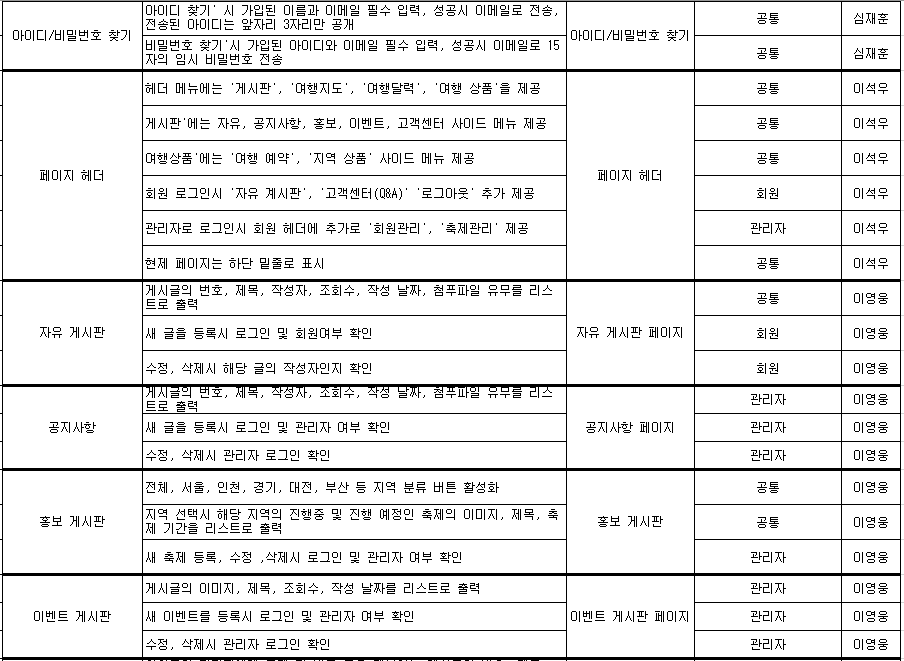 아이디/비밀번호 찾기
아이디 찾기' 시 가입된 이름과 이메일 필수 입력, 성공시 이메일로 전송,
전송된 아이디는 앞자리 3자리만 공개
아이디/비밀번호 찾기
공통
심재훈
비밀번호 찾기'시 가입된 아이디와 이메일 필수 입력, 성공시 이메일로 15
자의 임시 비밀번호 전송
공통
심재훈
페이지 헤더
헤더 메뉴에는 '게시판', '여행지도', '여행달력', '여행 상품'을 제공
페이지 헤더
공통
이석우
게시판'에는 자유, 공지사항, 홍보, 이벤트, 고객센터 사이드 메뉴 제공
공통
이석우
여행상품'에는 '여행 예약', '지역 상품' 사이드 메뉴 제공
공통
이석우
회원 로그인시 '자유 게시판', '고객센터(Q&A)' '로그아웃' 추가 제공
회원
이석우
관리자로 로그인시 회원 헤더에 추가로 '회원관리', '축제관리' 제공
관리자
이석우
현제 페이지는 하단 밑줄로 표시
공통
이석우
자유 게시판
게시글의 번호, 제목, 작성자, 조회수, 작성 날짜, 첨푸파일 유무를 리스
트로 출력
자유 게시판 페이지
공통
이영웅
새 글을 등록시 로그인 및 회원여부 확인
회원
이영웅
수정, 삭제시 해당 글의 작성자인지 확인
회원
이영웅
공지사항
게시글의 번호, 제목, 작성자, 조회수, 작성 날짜, 첨푸파일 유무를 리스
트로 출력
공지사항 페이지
관리자
이영웅
새 글을 등록시 로그인 및 관리자 여부 확인
관리자
이영웅
수정, 삭제시 관리자 로그인 확인
관리자
이영웅
홍보 게시판
전체, 서울, 인천, 경기, 대전, 부산 등 지역 분류 버튼 활성화
홍보 게시판
공통
이영웅
지역 선택시 해당 지역의 진행중 및 진행 예정인 축제의 이미지, 제목, 축
제 기간을 리스트로 출력
공통
이영웅
새 축제 등록, 수정 ,삭제시 로그인 및 관리자 여부 확인
관리자
이영웅
이벤트 게시판
게시글의 이미지, 제목, 조회수, 작성 날짜를 리스트로 출력
이벤트 게시판 페이지
관리자
이영웅
새 이벤트를 등록시 로그인 및 관리자 여부 확인
관리자
이영웅
수정, 삭제시 관리자 로그인 확인
관리자
이영웅